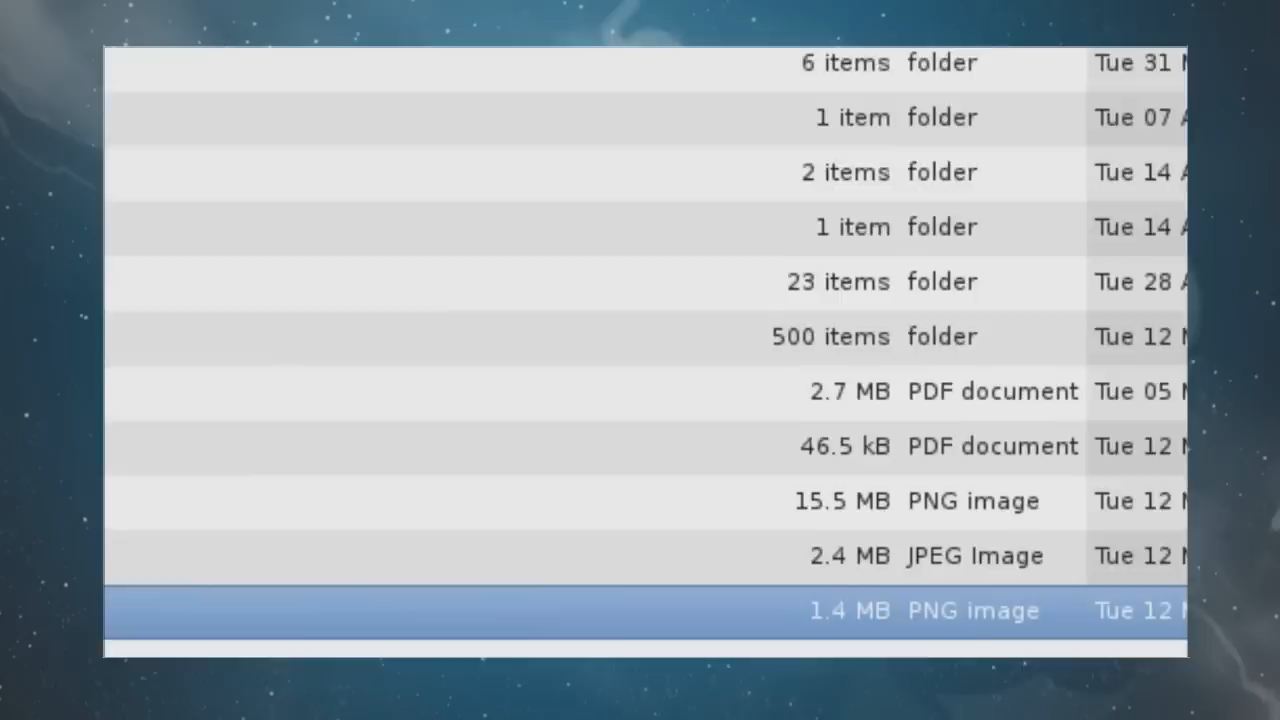 6 items folder Tue 31
1 item folder Tue 07
2 items folder Tue 14
1 item folder Tue 14
23 items folder Tue 28
500 items folder Tue 12
2.7 MB PDF document Tue 05
46.5 kB PDF document Tue 12
15.5 MB PNG image Tue 12
2.4 MB JPEG Image Tue 12
1.4 MB PNG image Tue 12